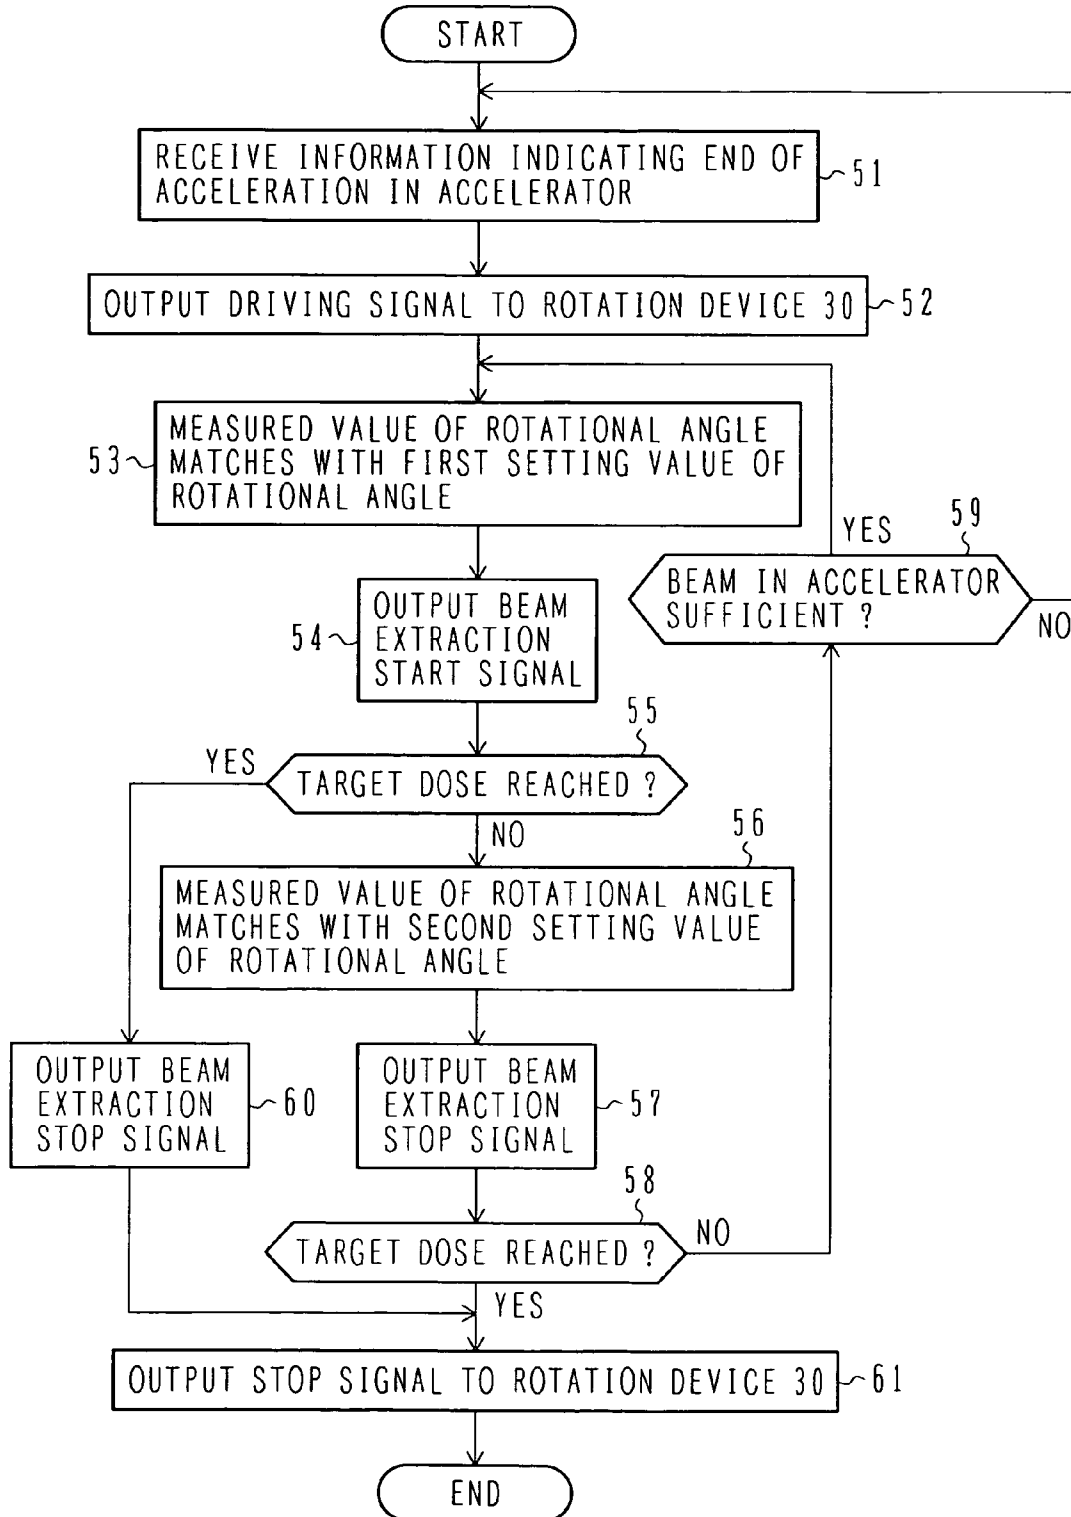 START
RECEIVE INFORMATION INDICATING END OF
ACCELERATION IN ACCELERATOR
51
OUTPUT DRIVING SIGNAL TO ROTATION DEVICE 30
52
MEASURED VALUE OF ROTATIONAL ANGLE
MATCHES WITH FIRST SETTING VALUE OF
ROTATIONAL ANGLE
53
59
YES
BEAM IN ACCELERATOR
SUFFICIENT ?
NO
OUTPUT BEAM
EXTRACTION
START SIGNAL
54
55
YES
TARGET DOSE REACHED ?
NO
56
MEASURED VALUE OF ROTATIONAL ANGLE
MATCHES WITH SECOND SETTING VALUE
OF ROTATIONAL ANGLE
OUTPUT BEAM
EXTRACTION
STOP SIGNAL
60
OUTPUT BEAM
EXTRACTION
STOP SIGNAL
57
58
TARGET DOSE REACHED ?
NO
YES
OUTPUT STOP SIGNAL TO ROTATION DEVICE 30
61
END